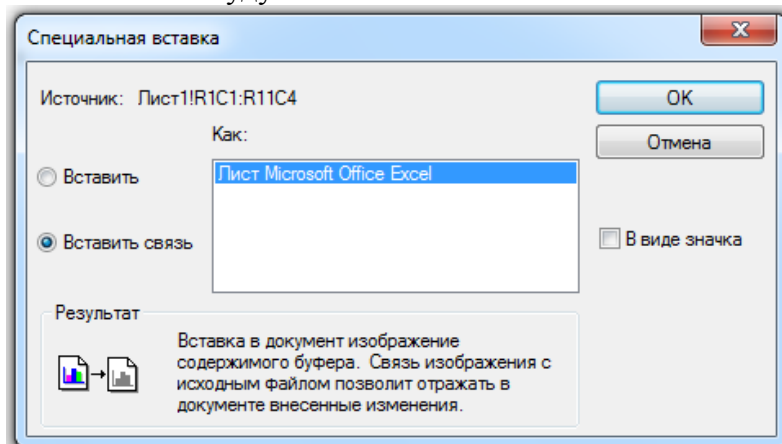 Специальная вставка
Источник: Лист1!R1C1:R11C4
Как:
Вставить
Лист Microsoft Office Excel
Вставить связь
OK
Отмена
В виде значка
Результат
Вставка в документ изображение
содержимого буфера. Связь изображения с
исходным файлом позволит отражать в
документе внесенные изменения.